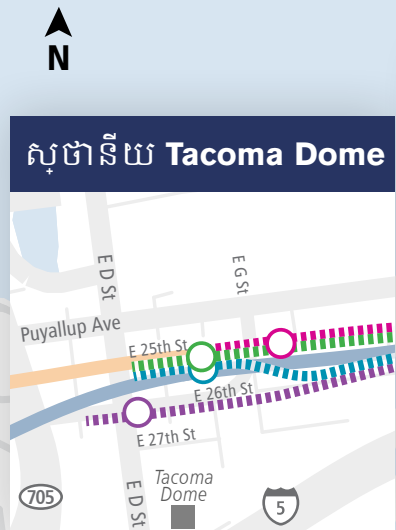 N
ស្ថានីយ Tacoma Dome
E D St
E G St
Puyallup Ave
E 25th St
E 26th St
E 27th St
705
Tacoma
Dome
E D St
5